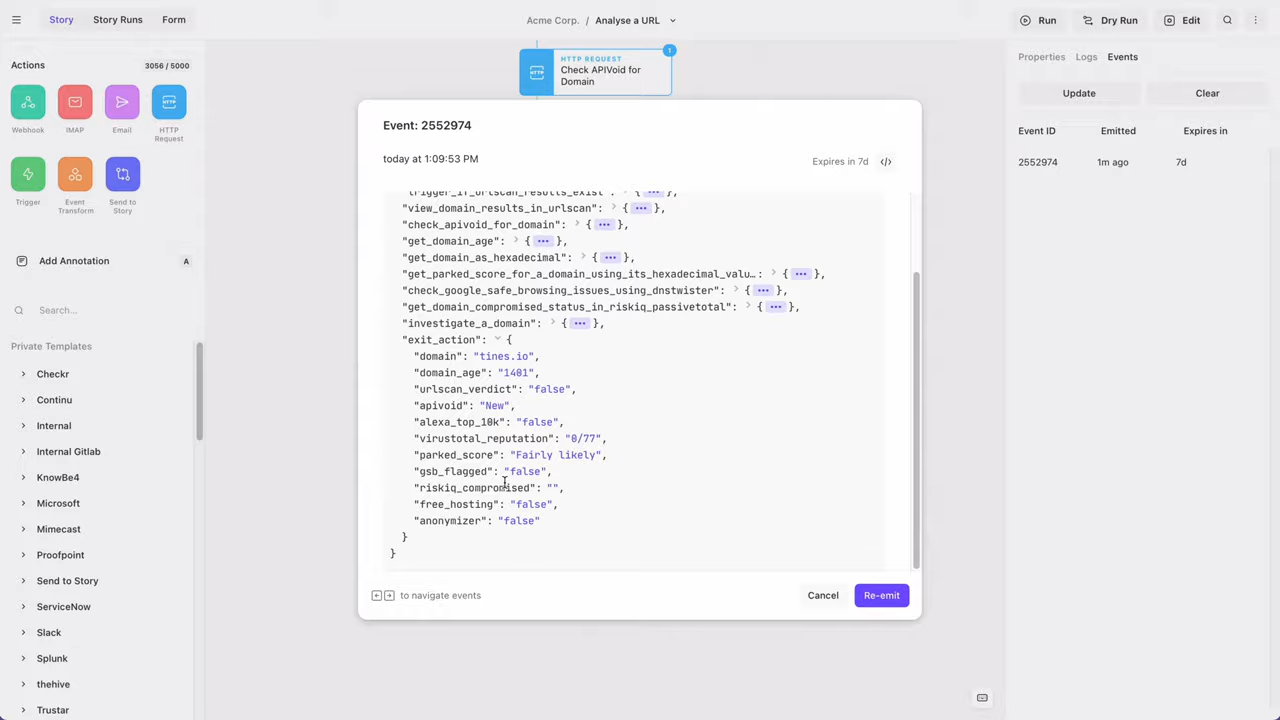 Story
Story Runs
Form
Acme Corp. / Analyse a URL
Run
Dry Run
Edit
Actions
3056 / 5000
Webhook
IMAP
Email
HTTP
Request
Trigger
Event
Transform
Send to
Story
Add Annotation
A
Search...
Private Templates
Checkr
Continu
Internal
Internal Gitlab
KnowBe4
Microsoft
Mimecast
Proofpoint
Send to Story
ServiceNow
Slack
Splunk
thehive
Trustar
HTTP
HTTP REQUEST
Check APIVoid for
Domain
1
Event: 2552974
today at 1:09:53 PM
Expires in 7d
</>
"trigger_if_urlscan_results_exist": > { ••• },
"view_domain_results_in_urlscan": > { ••• },
"check_apivoid_for_domain": > { ••• },
"get_domain_age": > { ••• },
"get_domain_as_hexadecimal": > { ••• },
"get_parked_score_for_a_domain_using_its_hexadecimal_valu…: > { ••• },
"check_google_safe_browsing_issues_using_dnstwister": > { ••• },
"get_domain_compromised_status_in_riskiq_passivetotal": > { ••• },
"investigate_a_domain": > { ••• },
"exit_action": {
"domain": "tines.io",
"domain_age": "1401",
"urlscan_verdict": "false",
"apivoid": "New",
"alexa_top_10k": "false",
"virustotal_reputation": "0/77",
"parked_score": "Fairly likely",
"gsb_flagged": "false",
"riskiq_compromised": "",
"free_hosting": "false",
"anonymizer": "false"
}
}
to navigate events
Cancel
Re-emit
Properties
Logs
Events
Update
Clear
Event ID
Emitted
Expires in
2552974
1m ago
7d